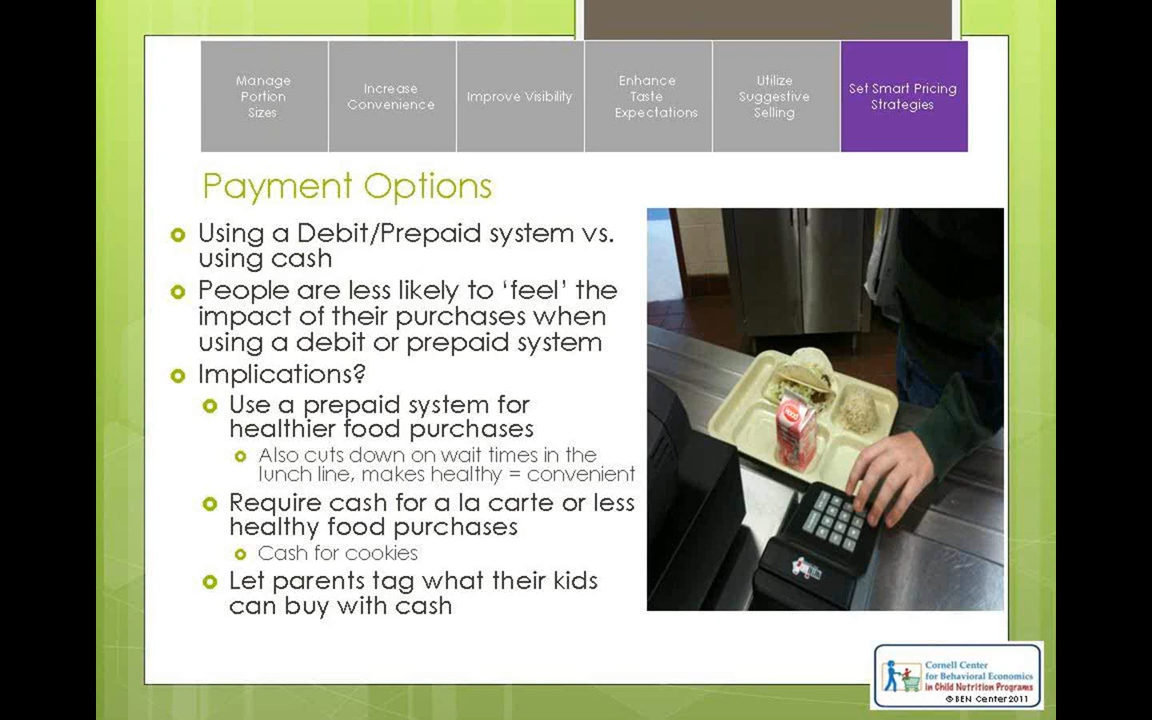 Manage
Portion
Sizes
Increase
Convenience
Improve Visibility
Enhance
Taste
Expectations
Utilize
Suggestive
Selling
Set Smart Pricing
Strategies
Payment Options
Using a Debit/Prepaid system vs.
using cash
People are less likely to ‘feel’ the
impact of their purchases when
using a debit or prepaid system
Implications?
Use a prepaid system for
healthier food purchases
Also cuts down on wait times in the
lunch line, makes healthy = convenient
Require cash for a la carte or less
healthy food purchases
Cash for cookies
Let parents tag what their kids
can buy with cash
Cornell Center
for Behavioral Economics
in Child Nutrition Programs
©BEN Center2011